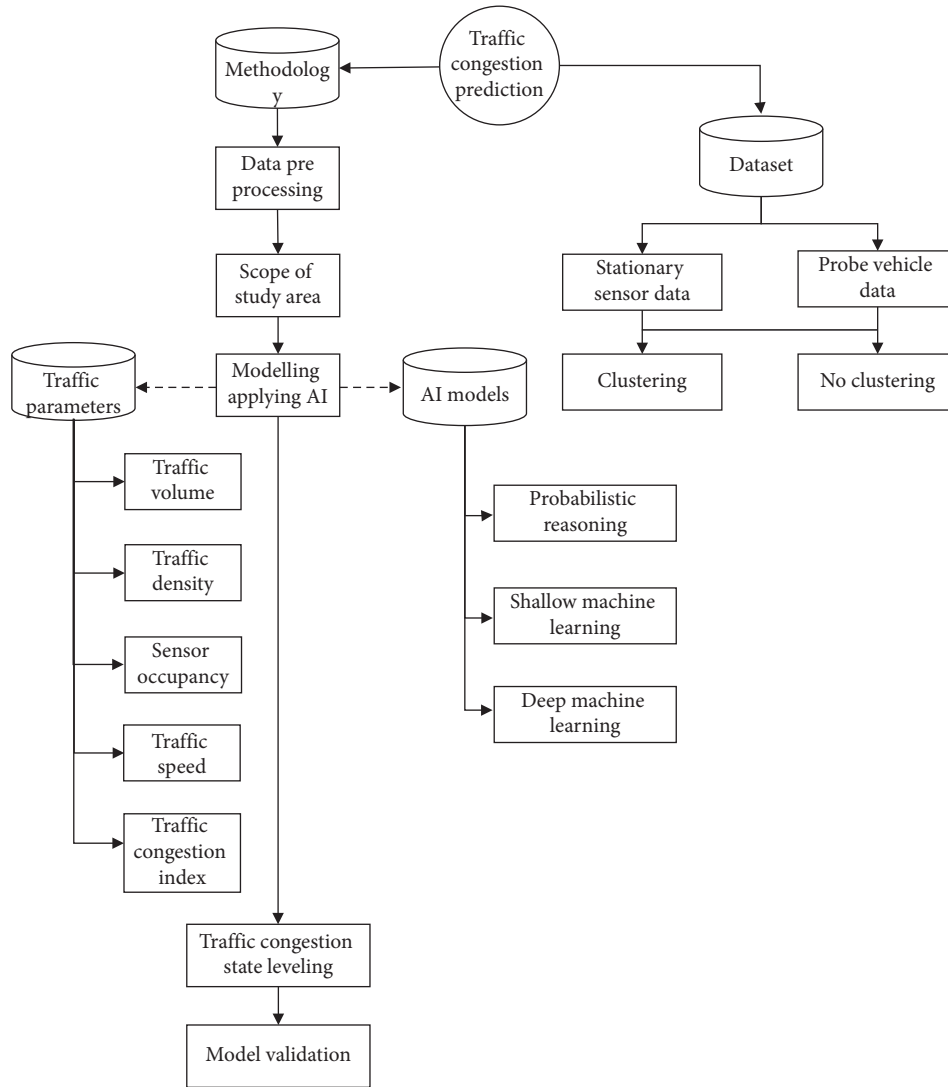 Traffic
congestion
prediction
Methodolog
y
Data pre
processing
Scope of
study area
Modelling
applying AI
Traffic
parameters
Traffic
volume
Traffic
density
Sensor
occupancy
Traffic
speed
Traffic
congestion
index
AI models
Probabilistic
reasoning
Shallow machine
learning
Deep machine
learning
Traffic congestion
state leveling
Model validation
Dataset
Stationary
sensor data
Probe vehicle
data
Clustering
No clustering